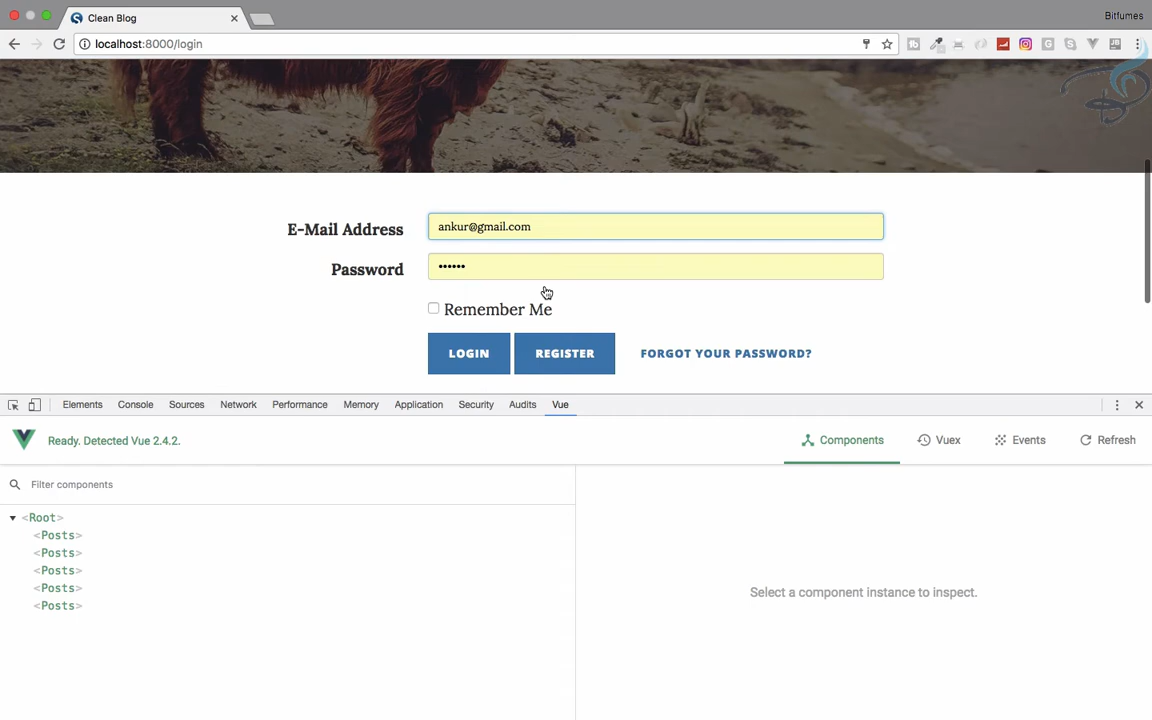 Clean Blog
Bitfumes
localhost:8000/login
E-Mail Address
ankur@gmail.com
Password
••••••
Remember Me
LOGIN
REGISTER
FORGOT YOUR PASSWORD?
Elements
Console
Sources
Network
Performance
Memory
Application
Security
Audits
Vue
Ready. Detected Vue 2.4.2.
Components
Vuex
Events
Refresh
Filter components
<Root>
<Posts>
<Posts>
<Posts>
<Posts>
<Posts>
Select a component instance to inspect.